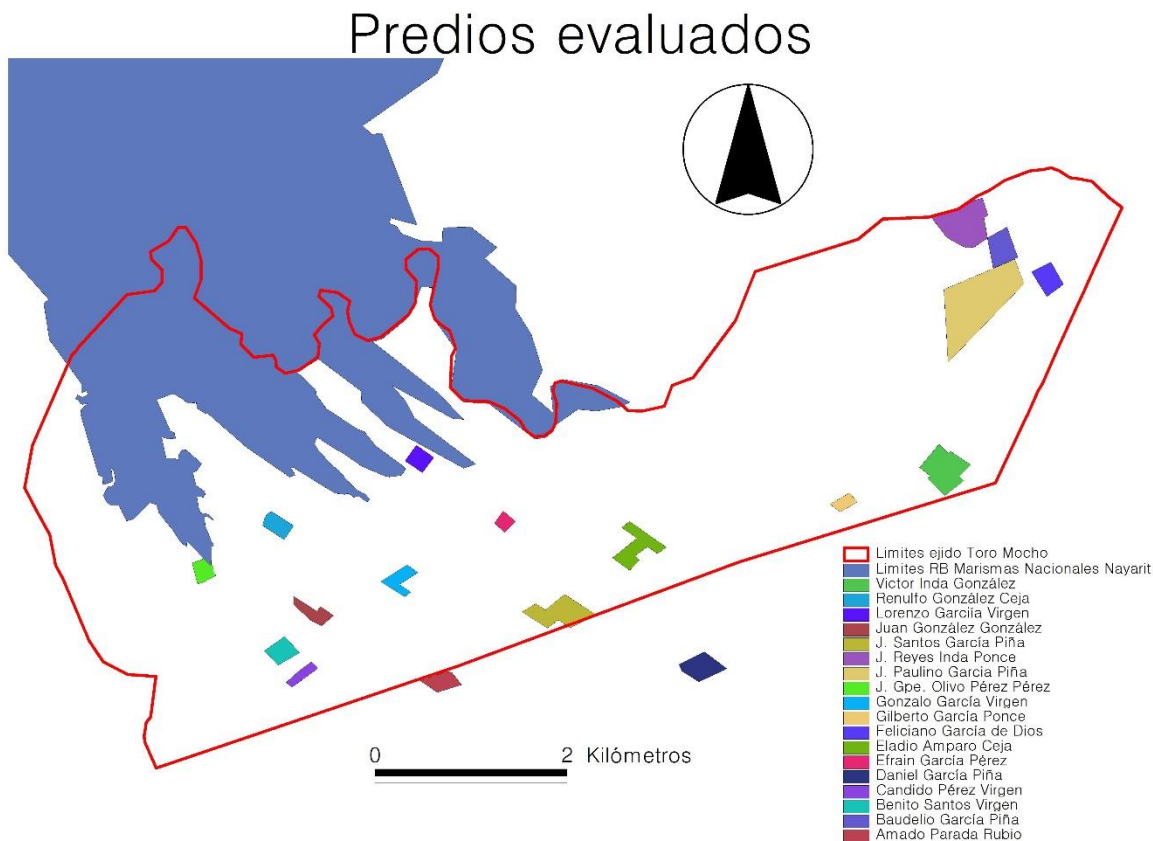 Predios evaluados
0 2 Kilómetros
Limites ejido Toro Mocho
Limites RB Marismas Nacionales Nayarit
Victor Inda González
Renulfo González Ceja
Lorenzo Garciía Virgen
Juan González González
J. Santos García Piña
J. Reyes Inda Ponce
J. Paulino Garcia Piña
J. Gpe. Olivo Pérez Pérez
Gonzalo García Virgen
Gilberto García Ponce
Feliciano García de Dios
Eladio Amparo Ceja
Efrain García Pérez
Daniel García Piña
Candido Pérez Virgen
Benito Santos Virgen
Baudelio García Piña
Amado Parada Rubio